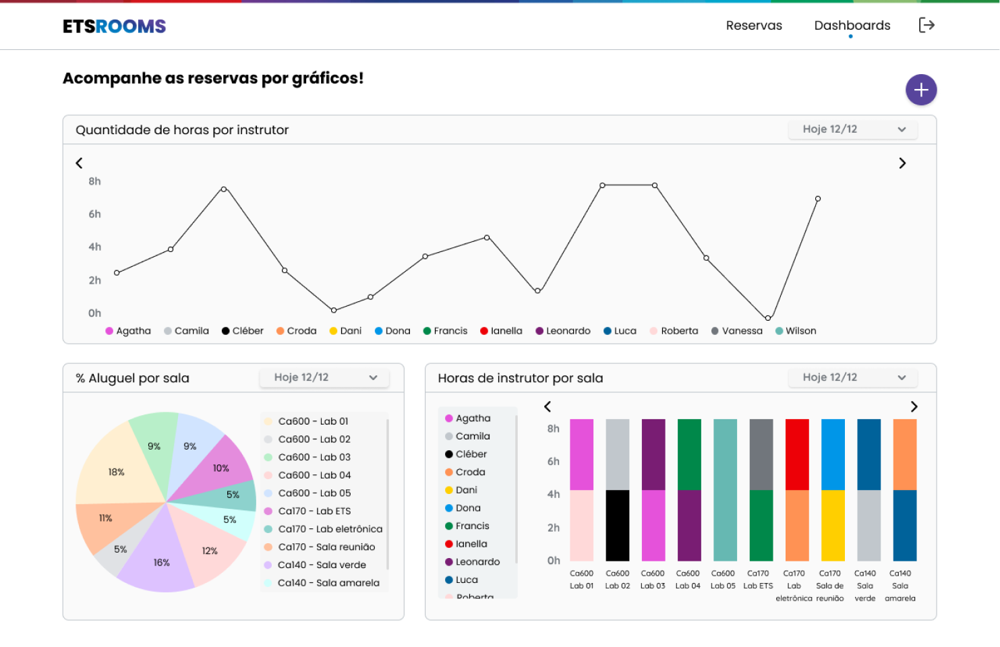 ETSROOMS
Reservas
Dashboards
Acompanhe as reservas por gráficos!
Quantidade de horas por instrutor
Hoje 12/12
8h
6h
4h
2h
0h
Agatha Camila Cléber Croda Dani Dona Francis Ianella Leonardo Luca Roberta Vanessa Wilson
% Aluguel por sala
Hoje 12/12
9%
9%
18%
10%
5%
11%
5%
5%
12%
16%
Ca600 - Lab 01
Ca600 - Lab 02
Ca600 - Lab 03
Ca600 - Lab 04
Ca600 - Lab 05
Ca170 - Lab ETS
Ca170 - Lab eletrônica
Ca170 - Sala reunião
Ca140 - Sala verde
Ca140 - Sala amarela
Horas de instrutor por sala
Hoje 12/12
Agatha
Camila
Cléber
Croda
Dani
Dona
Francis
Ianella
Leonardo
Luca
Roberta
8h
6h
4h
2h
0h
Ca600
Lab 01
Ca600
Lab 02
Ca600
Lab 03
Ca600
Lab 04
Ca600
Lab 05
Ca170
Lab ETS
Ca170
Lab
eletrônica
Ca170
Sala de
reunião
Ca140
Sala
verde
Ca140
Sala
amarela